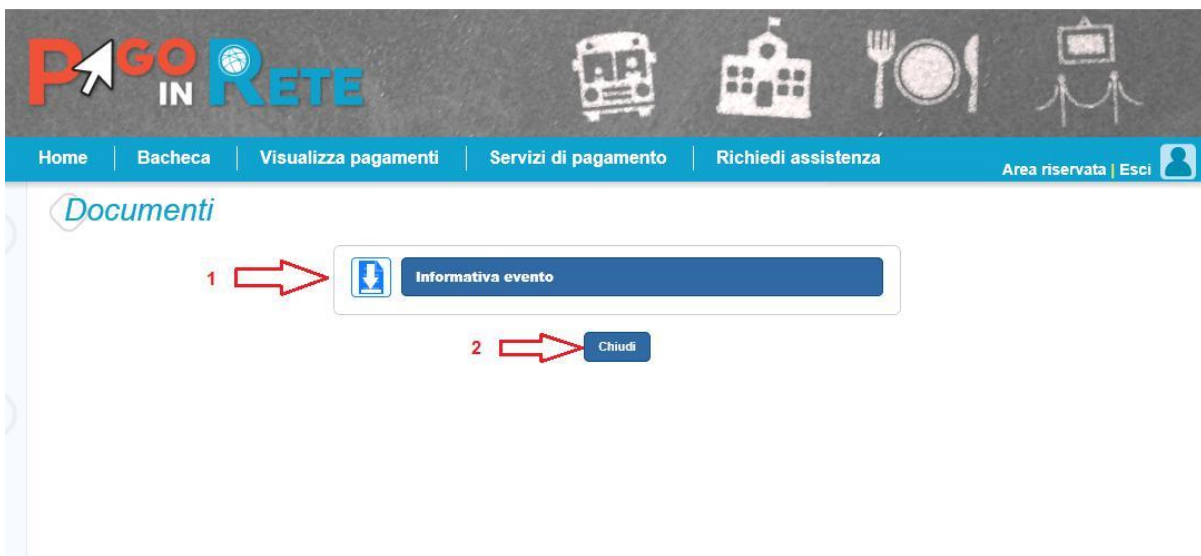 PAGO
IN RETE
Home Bacheca Visualizza pagamenti Servizi di pagamento Richiedi assistenza
Area riservata | Esci
Documenti
1 Informativa evento
2 Chiudi